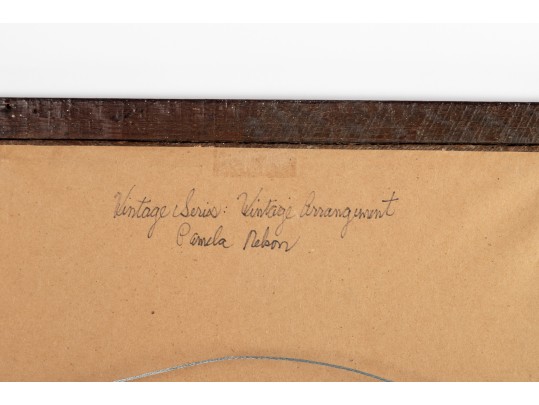 Vintage Series: Vintage Arrangement
Pamela Nelson